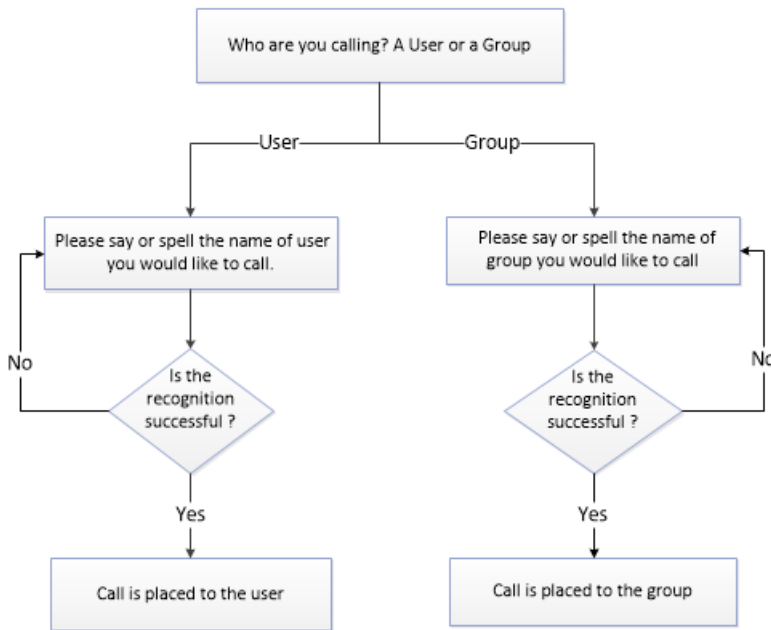 Who are you calling? A User or a Group
User
Group
Please say or spell the name of user
you would like to call.
Please say or spell the name of
group you would like to call
No
Is the
recognition
successful ?
Is the
recognition
successful ?
No
Yes
Yes
Call is placed to the user
Call is placed to the group